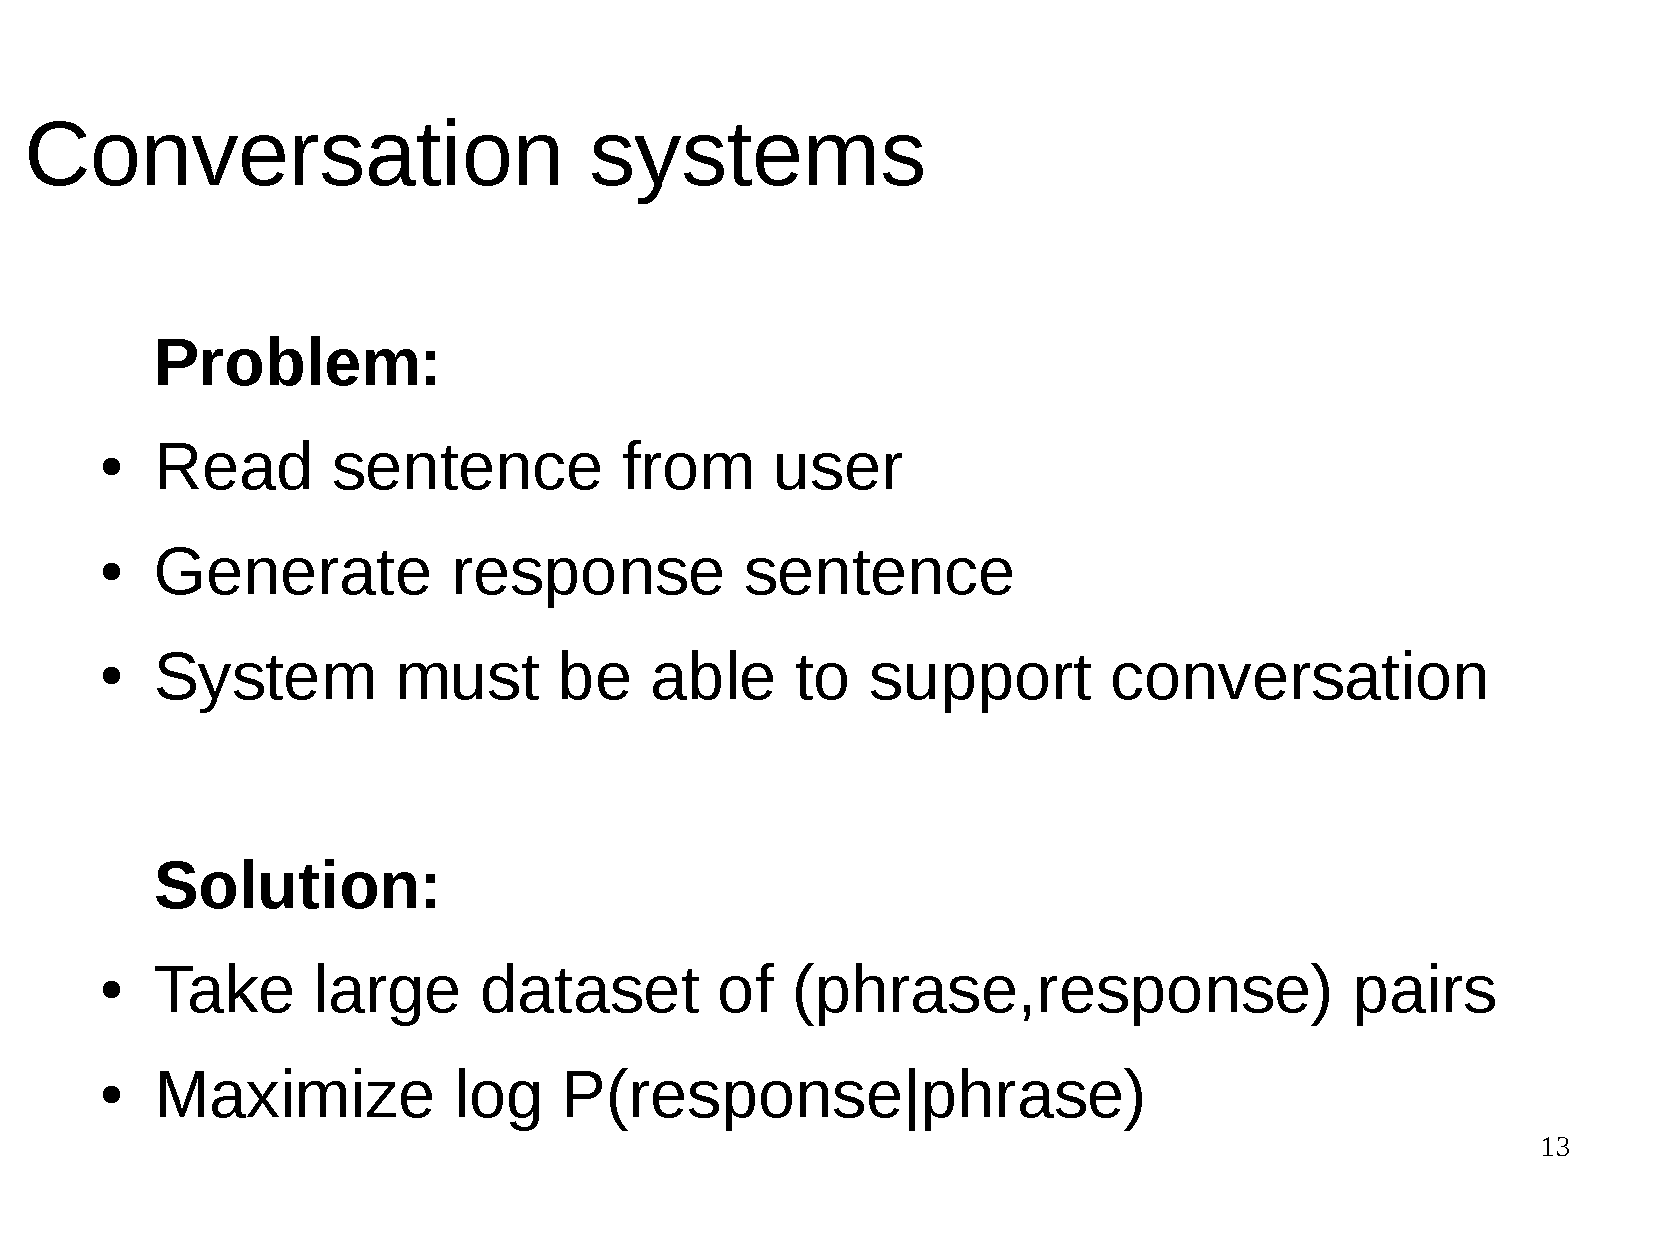 Conversation systems
Problem:
• Read sentence from user
• Generate response sentence
• System must be able to support conversation
Solution:
• Take large dataset of (phrase,response) pairs
• Maximize log P(response|phrase)
13